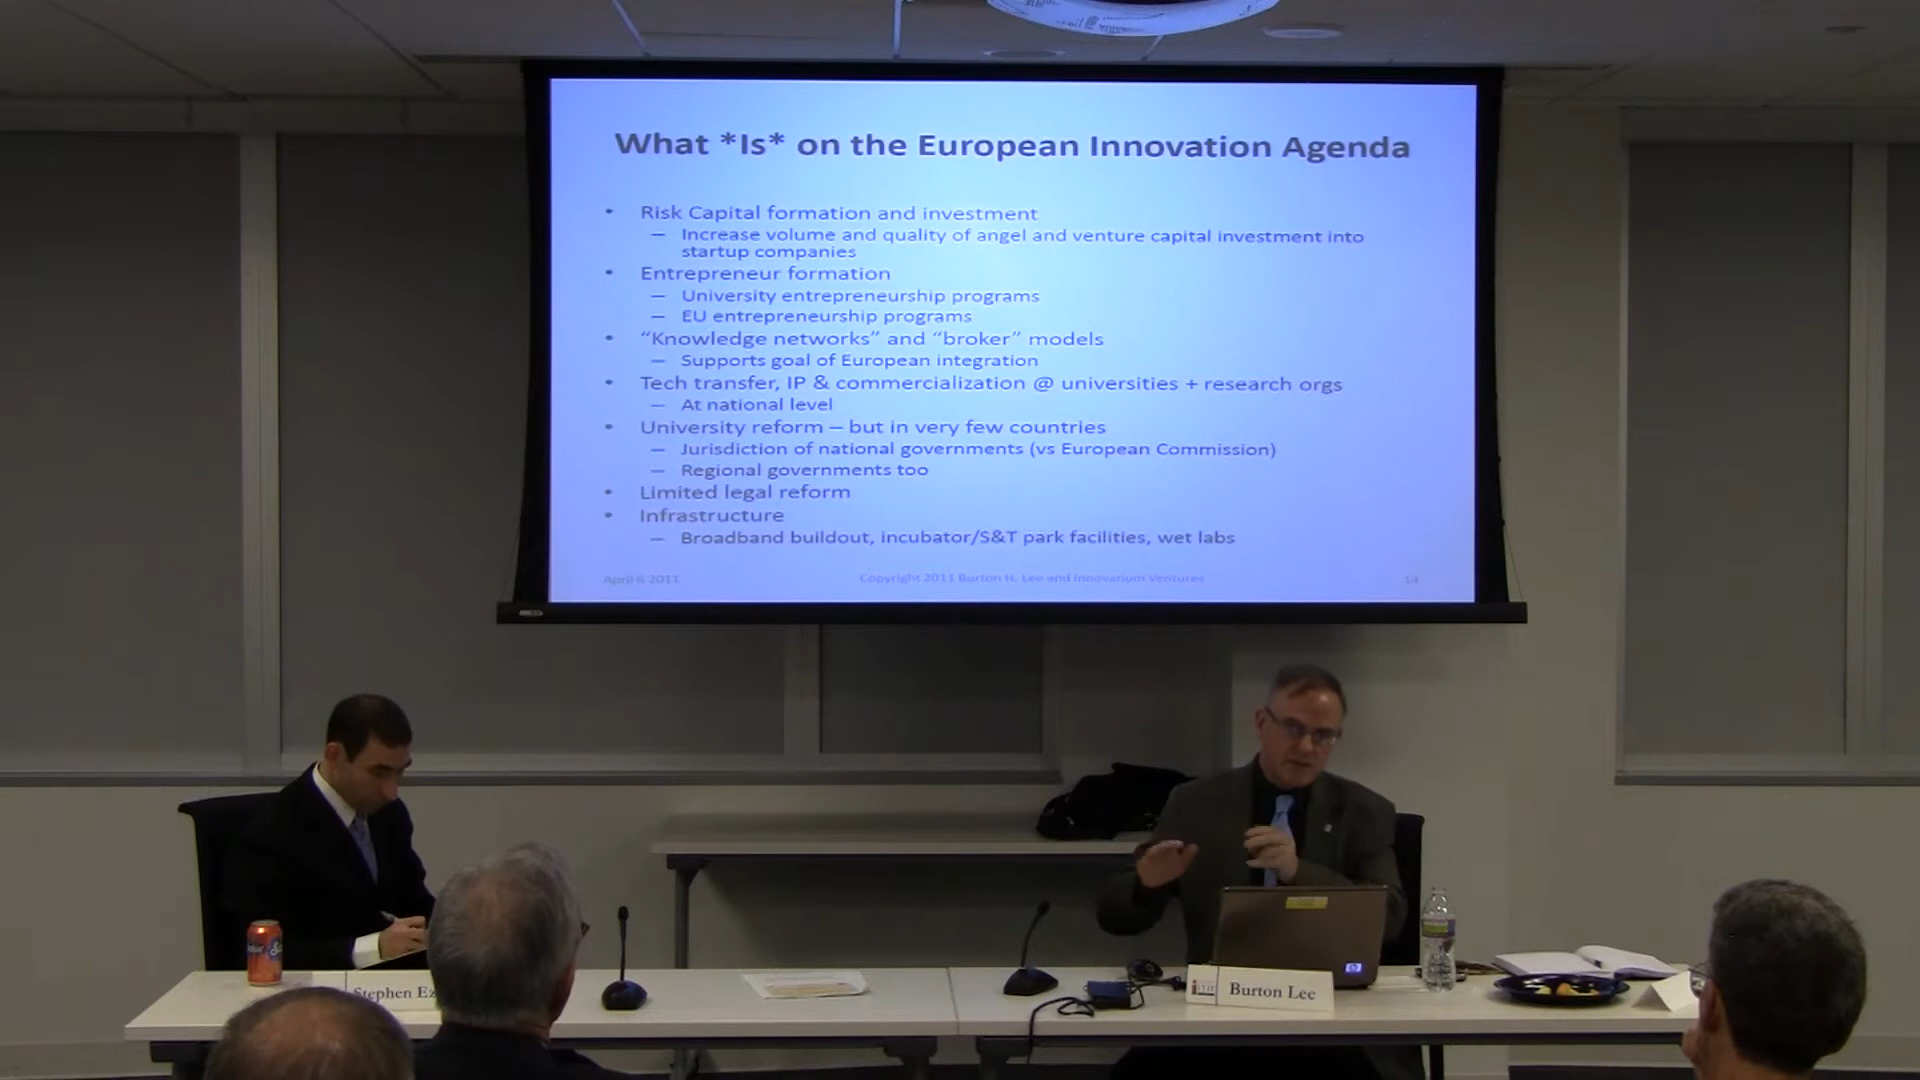 What *Is* on the European Innovation Agenda
• Risk Capital formation and investment
– Increase volume and quality of angel and venture capital investment into
startup companies
• Entrepreneur formation
– University entrepreneurship programs
– EU entrepreneurship programs
• “Knowledge networks” and “broker” models
– Supports goal of European integration
• Tech transfer, IP & commercialization @ universities + research orgs
– At national level
• University reform – but in very few countries
– Jurisdiction of national governments (vs European Commission)
– Regional governments too
• Limited legal reform
• Infrastructure
– Broadband buildout, incubator/S&T park facilities, wet labs
April 6 2011 Copyright 2011 Burton H. Lee and Innovarium Ventures 14
Stephen Ez
Burton Lee